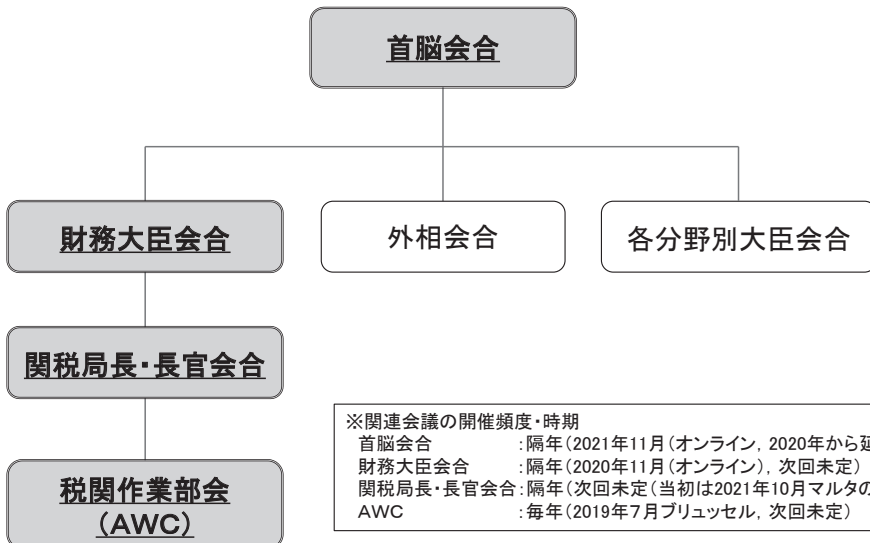 首脳会合
財務大臣会合
外相会合
各分野別大臣会合
関税局長・長官会合
税関作業部会
(AWC)
※関連会議の開催頻度・時期
首脳会合 :隔年(2021年11月(オンライン, 2020年から延
財務大臣会合 :隔年(2020年11月(オンライン), 次回未定)
関税局長・長官会合:隔年(次回未定(当初は2021年10月マルタの
AWC :毎年(2019年7月ブリュッセル, 次回未定)